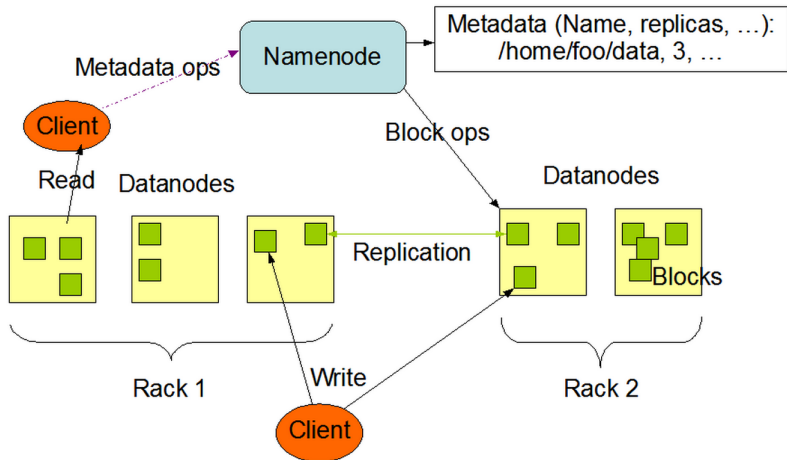 Metadata (Name, replicas, …):
/home/foo/data, 3, …
Namenode
Metadata ops
Client
Block ops
Read
Datanodes
Datanodes
Replication
Blocks
Rack 1
Write
Rack 2
Client